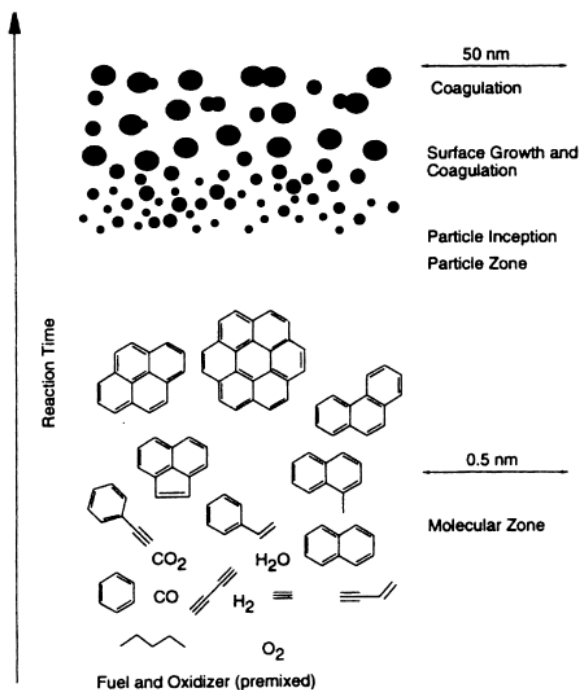 50 nm
Coagulation
Surface Growth and
Coagulation
Particle Inception
Particle Zone
Reaction Time
0.5 nm
Molecular Zone
CO2
H2O
CO
H2
O2
Fuel and Oxidizer (premixed)